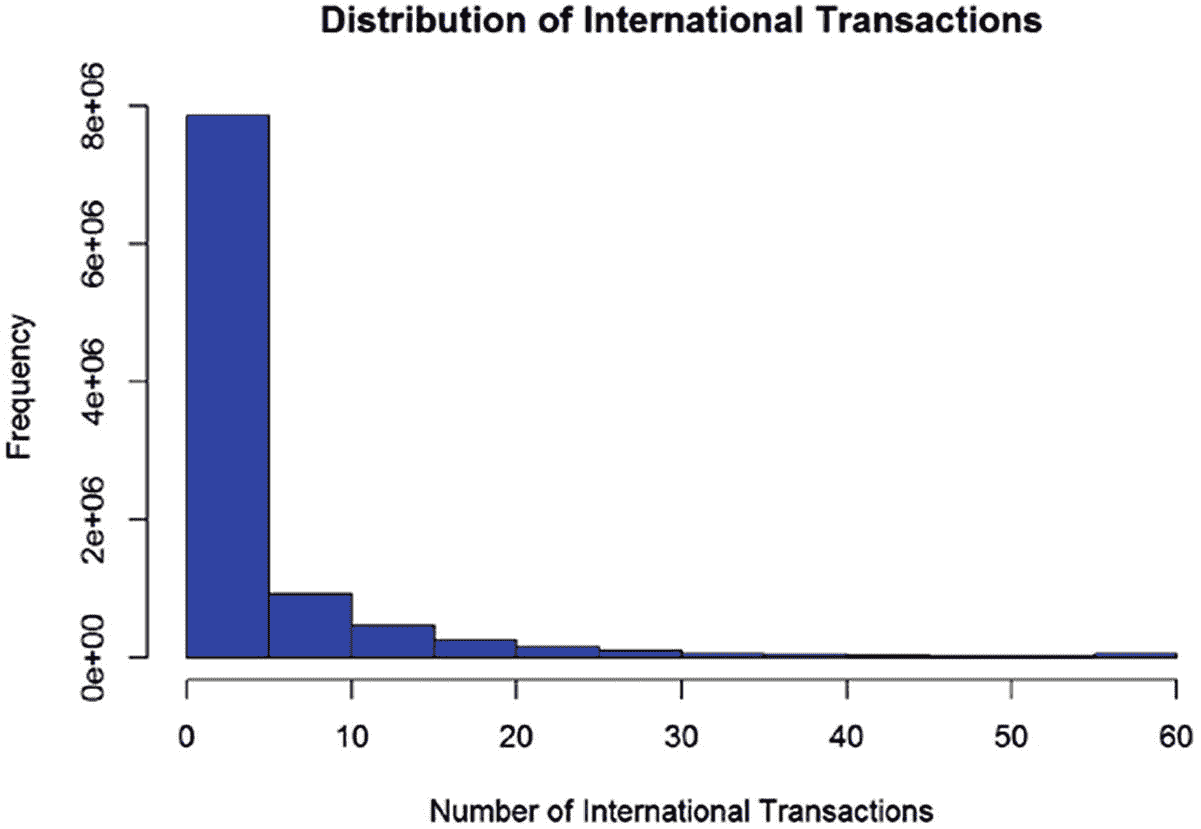 Distribution of International Transactions
Frequency
8e+06
6e+06
4e+06
2e+06
0e+00
0 10 20 30 40 50 60
Number of International Transactions